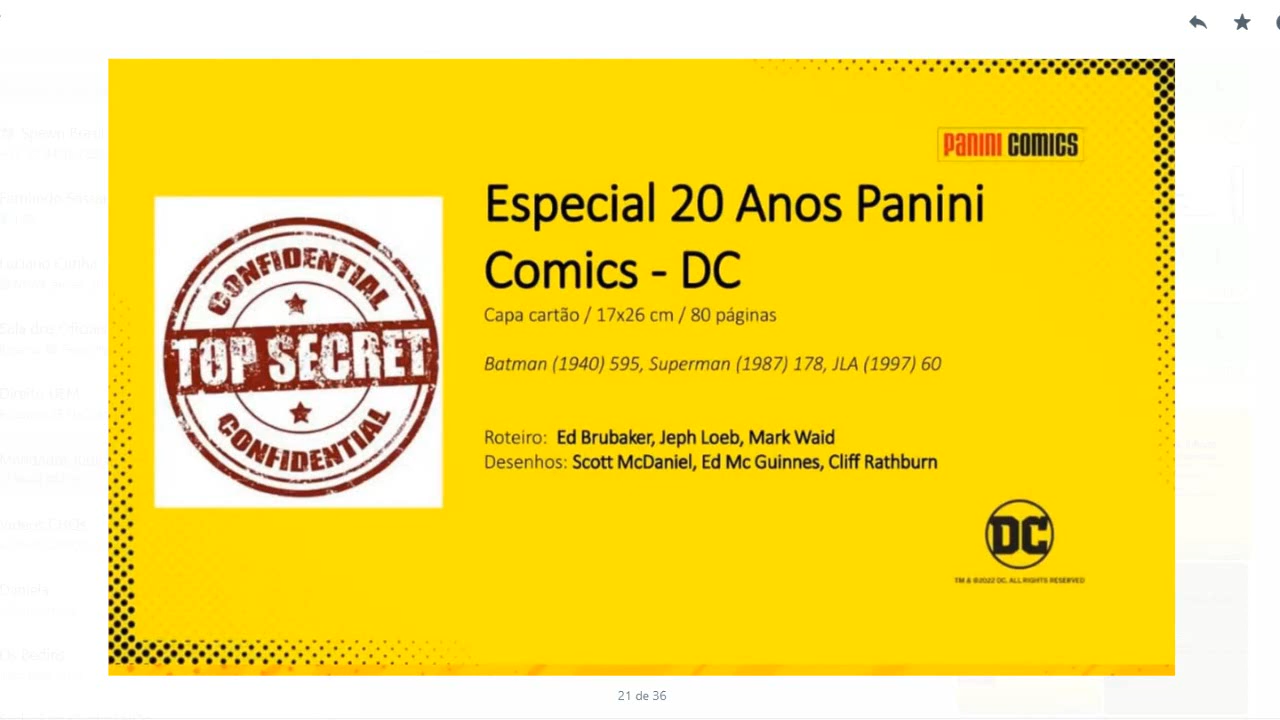 PANINI COMICS
Especial 20 Anos Panini
Comics - DC
Capa cartão / 17x26 cm / 80 páginas
Batman (1940) 595, Superman (1987) 178, JLA (1997) 60
Roteiro: Ed Brubaker, Jeph Loeb, Mark Waid
Desenhos: Scott McDaniel, Ed Mc Guinnes, Cliff Rathburn
CONFIDENTIAL
TOP SECRET
CONFIDENTIAL
DC
TM & ©2022 DC. ALL RIGHTS RESERVED
21 de 36